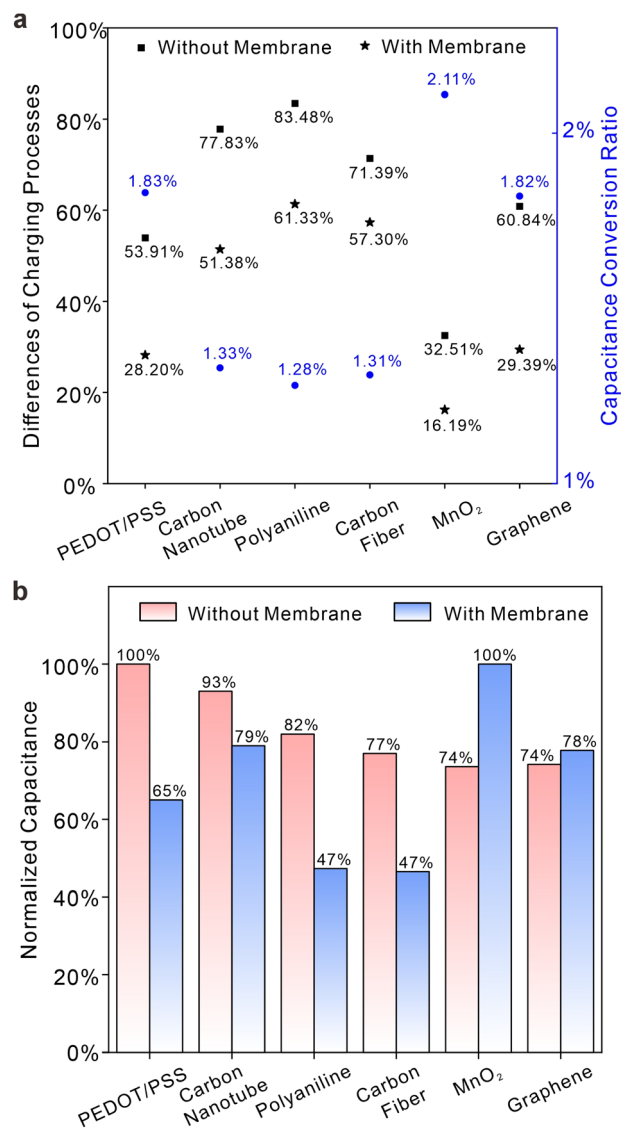 a
100%
80%
60%
40%
20%
0%
Differences of Charging Processes
Without Membrane
With Membrane
2.11%
83.48%
77.83%
71.39%
1.83%
1.82%
61.33%
60.84%
57.30%
53.91%
51.38%
1.33%
1.28%
1.31%
32.51%
28.20%
29.39%
16.19%
2%
1%
Capacitance Conversion Ratio
PEDOT/PSS
Carbon
Nanotube
Polyaniline
Carbon
Fiber
MnO₂
Graphene
b
Without Membrane
With Membrane
100%
80%
60%
40%
20%
0%
Normalized Capacitance
100%
65%
93%
79%
82%
47%
77%
47%
74%
100%
74%
78%
PEDOT/PSS
Carbon
Nanotube
Polyaniline
Carbon
Fiber
MnO₂
Graphene